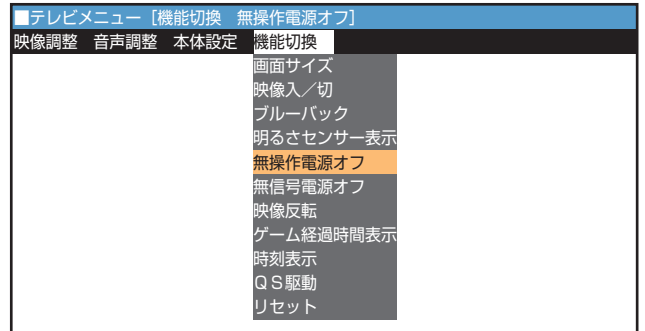 ■テレビメニュー［機能切換　無操作電源オフ］
映像調整 音声調整 本体設定 機能切換
画面サイズ
映像入／切
ブルーバック
明るさセンサー表示
無操作電源オフ
無信号電源オフ
映像反転
ゲーム経過時間表示
時刻表示
ＱＳ駆動
リセット